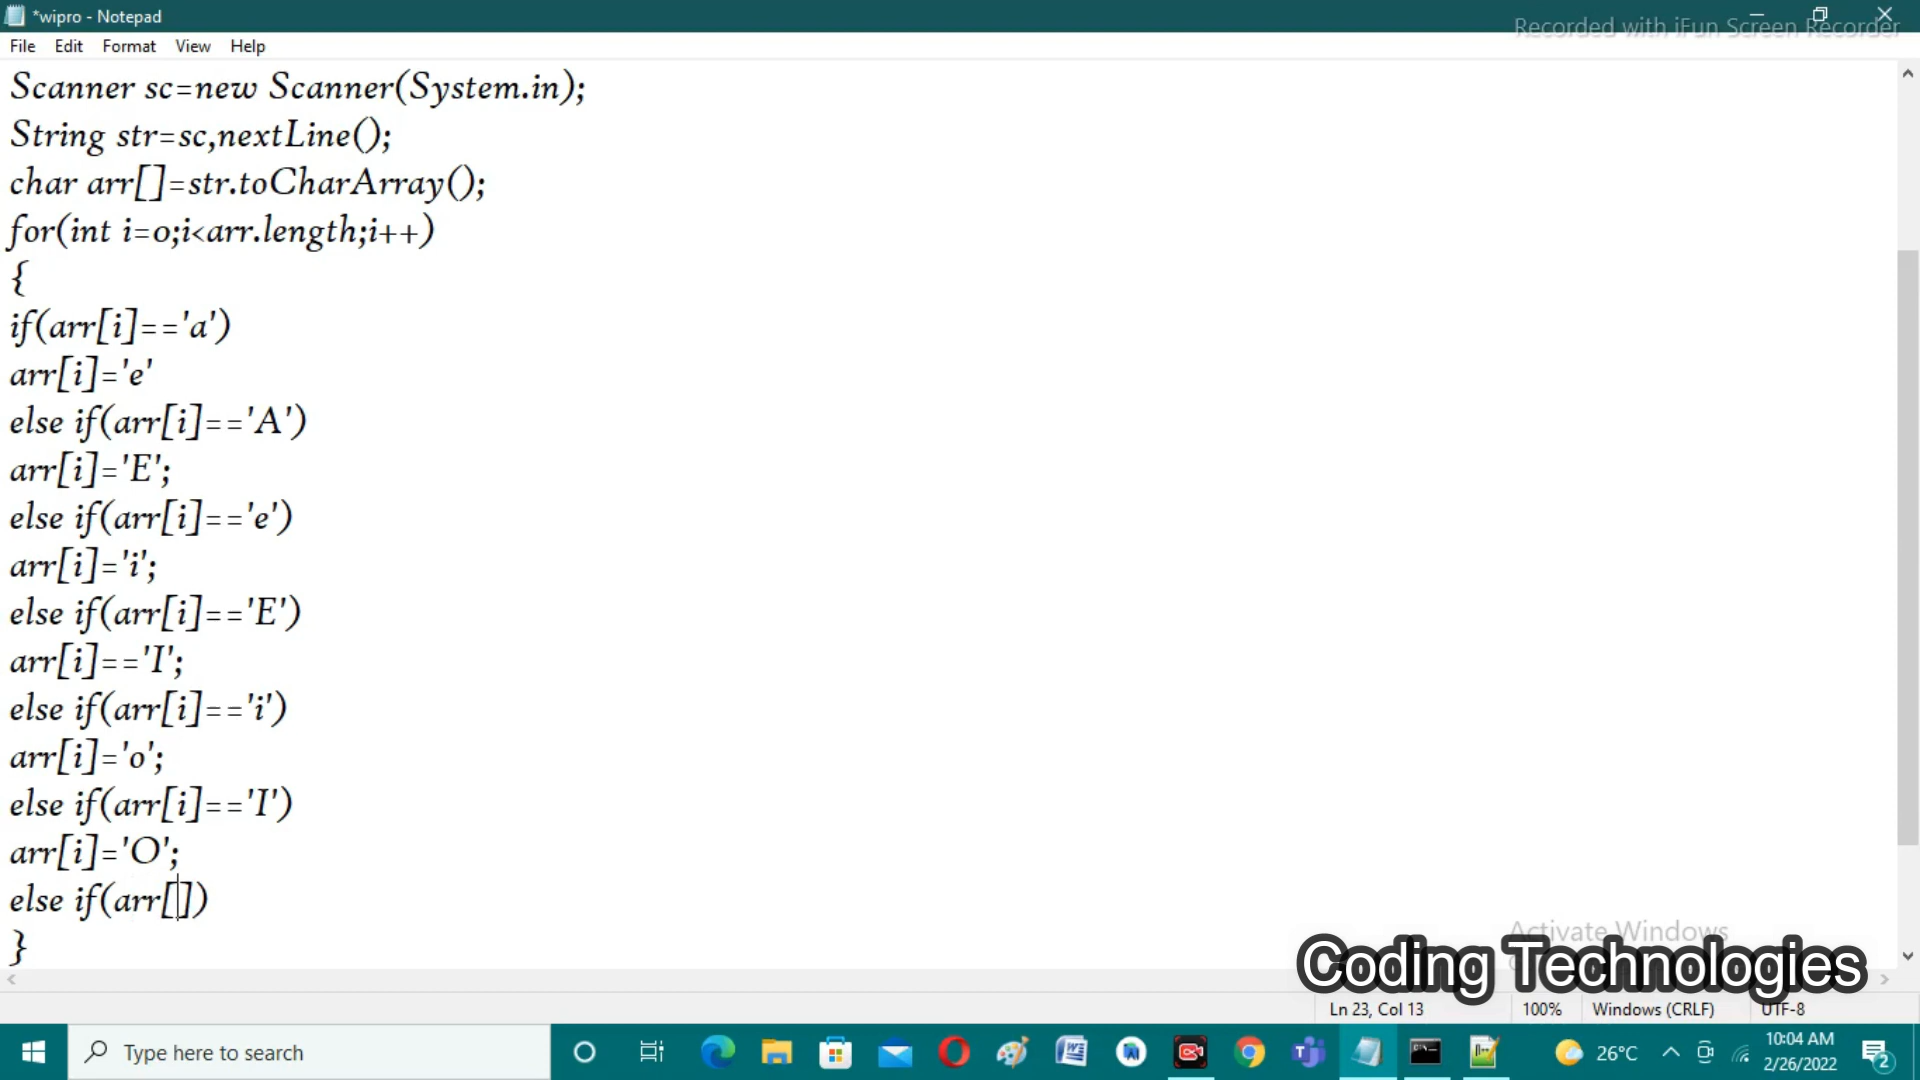 *wipro - Notepad
Recorded with iFun Screen Recorder
File Edit Format View Help
Scanner sc=new Scanner(System.in);
String str=sc,nextLine();
char arr[]=str.toCharArray();
for(int i=0;i<arr.length;i++)
{
if(arr[i]=='a')
arr[i]='e'
else if(arr[i]=='A')
arr[i]='E';
else if(arr[i]=='e')
arr[i]='i';
else if(arr[i]=='E')
arr[i]=='I';
else if(arr[i]=='i')
arr[i]='o';
else if(arr[i]=='I')
arr[i]='O';
else if(arr[])
}
Activate Windows
Coding Technologies
Ln 23, Col 13 100% Windows (CRLF) UTF-8
Type here to search
26°C
10:04 AM
2/26/2022
2